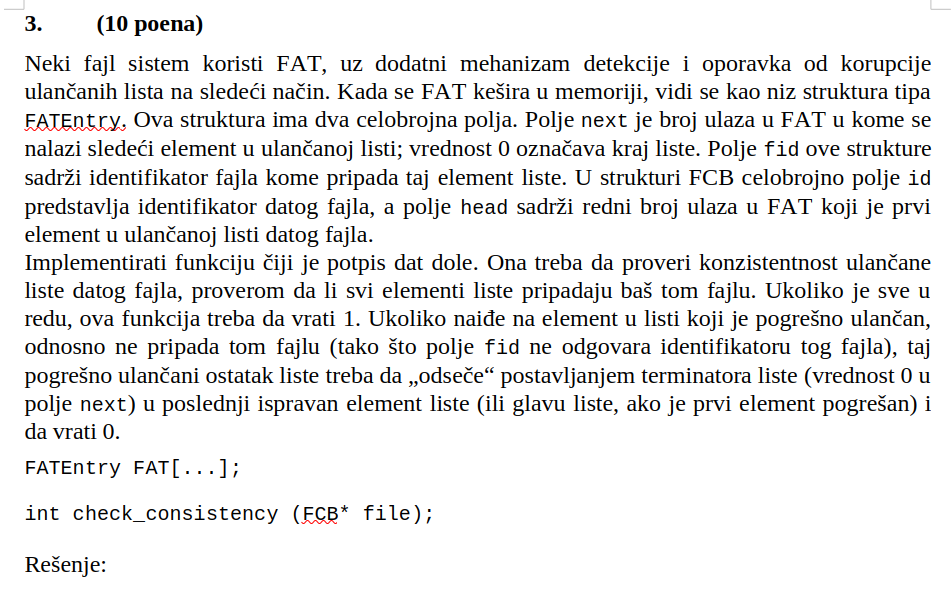 3. (10 poena)
Neki fajl sistem koristi FAT, uz dodatni mehanizam detekcije i oporavka od korupcije
ulančanih lista na sledeći način. Kada se FAT kešira u memoriji, vidi se kao niz struktura tipa
FATEntry. Ova struktura ima dva celobrojna polja. Polje next je broj ulaza u FAT u kome se
nalazi sledeći element u ulančanoj listi; vrednost 0 označava kraj liste. Polje fid ove strukture
sadrži identifikator fajla kome pripada taj element liste. U strukturi FCB celobrojno polje id
predstavlja identifikator datog fajla, a polje head sadrži redni broj ulaza u FAT koji je prvi
element u ulančanoj listi datog fajla.
Implementirati funkciju čiji je potpis dat dole. Ona treba da proveri konzistentnost ulančane
liste datog fajla, proverom da li svi elementi liste pripadaju baš tom fajlu. Ukoliko je sve u
redu, ova funkcija treba da vrati 1. Ukoliko naiđe na element u listi koji je pogrešno ulančan,
odnosno ne pripada tom fajlu (tako što polje fid ne odgovara identifikatoru tog fajla), taj
pogrešno ulančani ostatak liste treba da „odseče“ postavljanjem terminatora liste (vrednost 0 u
polje next) u poslednji ispravan element liste (ili glavu liste, ako je prvi element pogrešan) i
da vrati 0.
FATEntry FAT[...];
int check_consistency (FCB* file);
Rešenje: